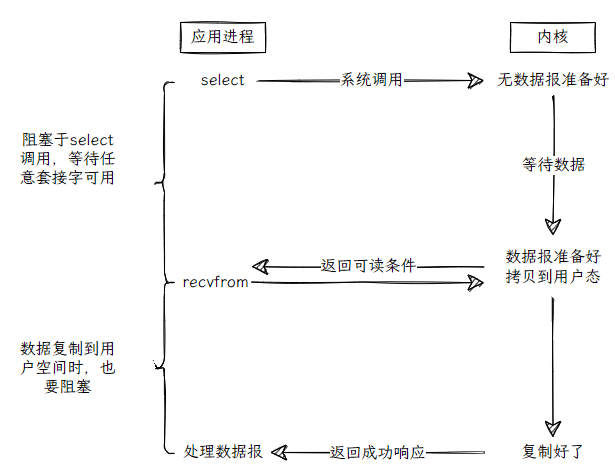 应用进程
内核
select
系统调用
无数据报准备好
阻塞于select
调用，等待任
意套接字可用
等待数据
数据报准备好
拷贝到用户态
返回可读条件
recvfrom
数据复制到用
户空间时，也
要阻塞
处理数据报
返回成功响应
复制好了